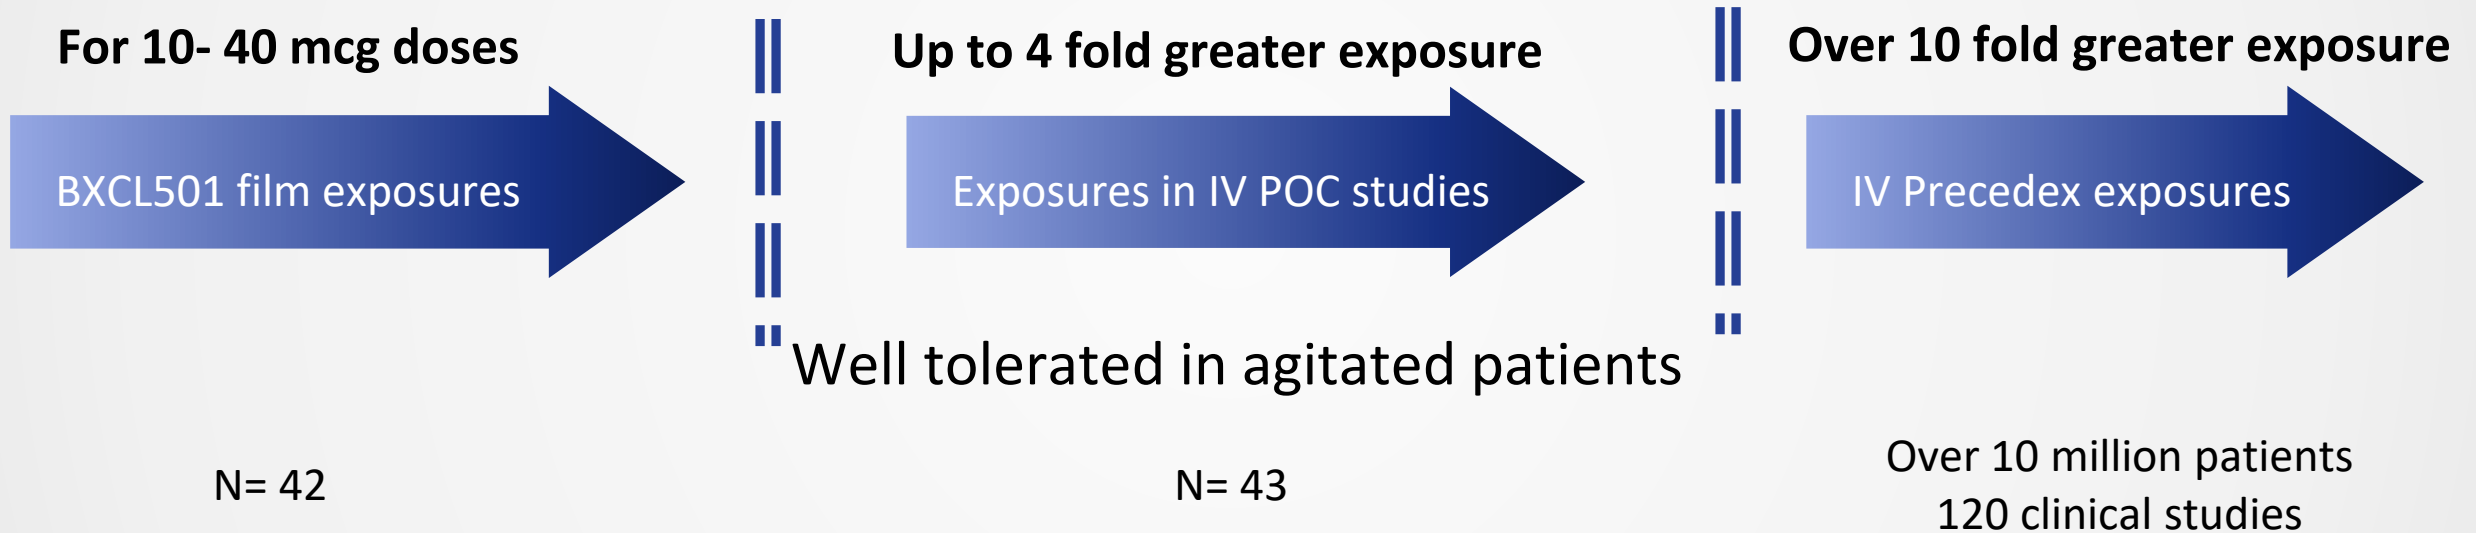 For 10- 40 mcg doses
BXCL501 film exposures
N= 42
Up to 4 fold greater exposure
Exposures in IV POC studies
Well tolerated in agitated patients
N= 43
Over 10 fold greater exposure
IV Precedex exposures
Over 10 million patients
120 clinical studies